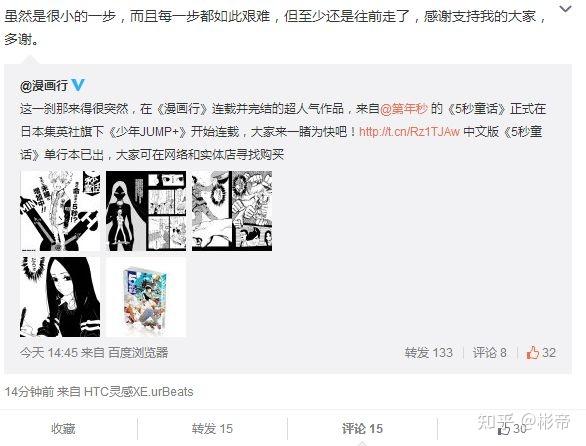 虽然是很小的一步，而且每一步都如此艰难，但至少还是往前走了，感谢支持我的大家，
多谢。
@漫画行
这一刹那来得很突然，在《漫画行》连载并完结的超人气作品，来自@第年秒 的《5秒童话》正式在
日本集英社旗下《少年JUMP+》开始连载，大家来一睹为快吧！http://t.cn/Rz1TJAw 中文版《5秒童
话》单行本已出，大家可在网络和实体店寻找购买
今天 14:45 来自 百度浏览器
转发 133 评论 8 32
14分钟前 来自 HTC灵感XE.urBeats
收藏 转发 15 评论 15 30
知乎 @彬帝